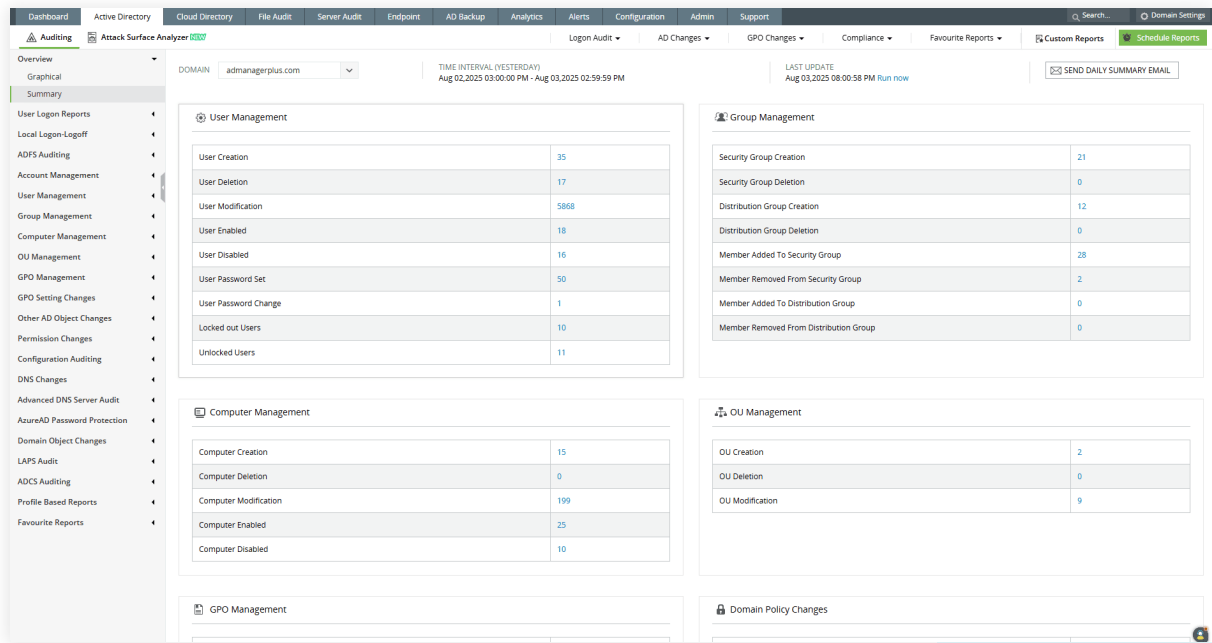 Dashboard Active Directory Cloud Directory File Audit Server Audit Endpoint AD Backup Analytics Alerts Configuration Admin Support Search... Domain Settings
Auditing Attack Surface Analyzer NEW Logon Audit AD Changes GPO Changes Compliance Favourite Reports Custom Reports Schedule Reports
Overview
Graphical
Summary
User Logon Reports
Local Logon-Logoff
ADFS Auditing
Account Management
User Management
Group Management
Computer Management
OU Management
GPO Management
GPO Setting Changes
Other AD Object Changes
Permission Changes
Configuration Auditing
DNS Changes
Advanced DNS Server Audit
AzureAD Password Protection
Domain Object Changes
LAPS Audit
ADCS Auditing
Profile Based Reports
Favourite Reports
DOMAIN admanagerplus.com
TIME INTERVAL (YESTERDAY)
Aug 02,2025 03:00:00 PM - Aug 03,2025 02:59:59 PM
LAST UPDATE
Aug 03,2025 08:00:58 PM Run now
SEND DAILY SUMMARY EMAIL
User Management
User Creation 35
User Deletion 17
User Modification 5868
User Enabled 18
User Disabled 16
User Password Set 50
User Password Change 1
Locked out Users 10
Unlocked Users 11
Group Management
Security Group Creation 21
Security Group Deletion 0
Distribution Group Creation 12
Distribution Group Deletion 0
Member Added To Security Group 28
Member Removed From Security Group 2
Member Added To Distribution Group 0
Member Removed From Distribution Group 0
Computer Management
Computer Creation 15
Computer Deletion 0
Computer Modification 199
Computer Enabled 25
Computer Disabled 10
OU Management
OU Creation 2
OU Deletion 0
OU Modification 9
GPO Management
Domain Policy Changes